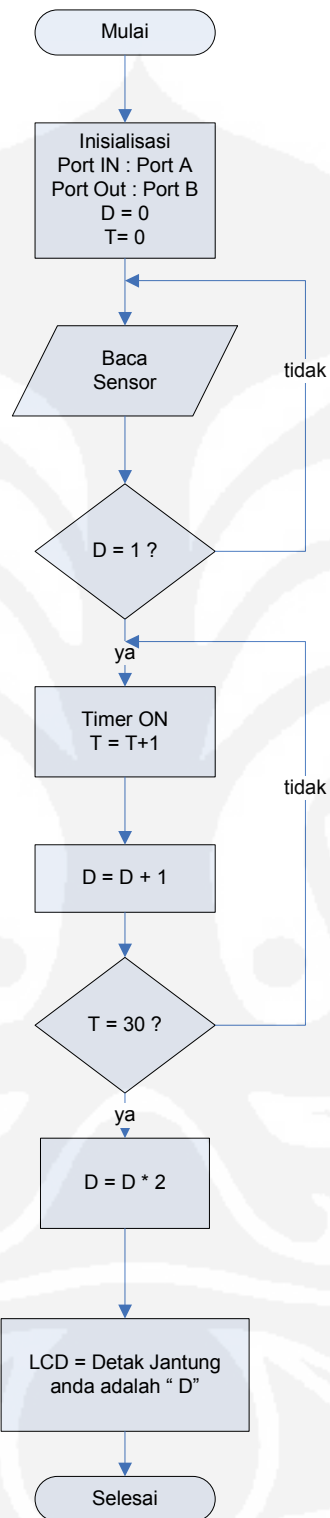 Mulai
Inisialisasi
Port IN : Port A
Port Out : Port B
D = 0
T= 0
Baca
Sensor
tidak
D = 1 ?
ya
Timer ON
T = T+1
tidak
D = D + 1
T = 30 ?
ya
D = D * 2
LCD = Detak Jantung
anda adalah “ D”
Selesai